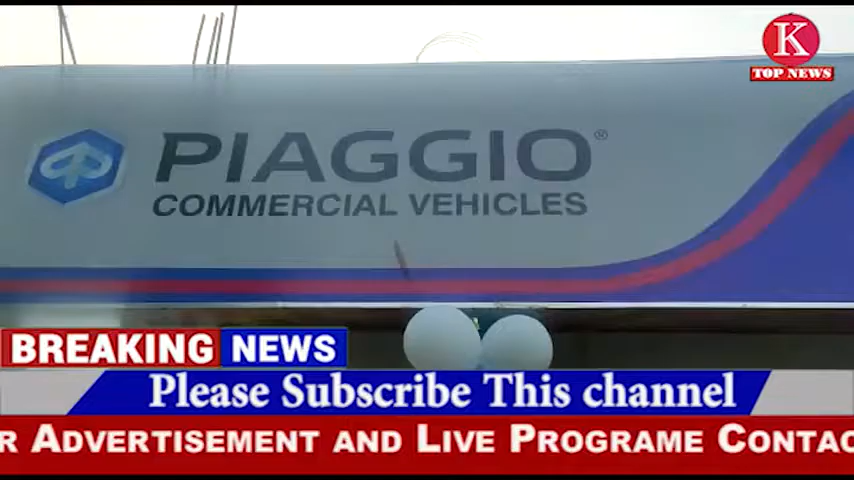 K
TOP NEWS
PIAGGIO®
COMMERCIAL VEHICLES
BREAKING NEWS
Please Subscribe This channel
R ADVERTISEMENT AND LIVE PROGRAME CONTAC